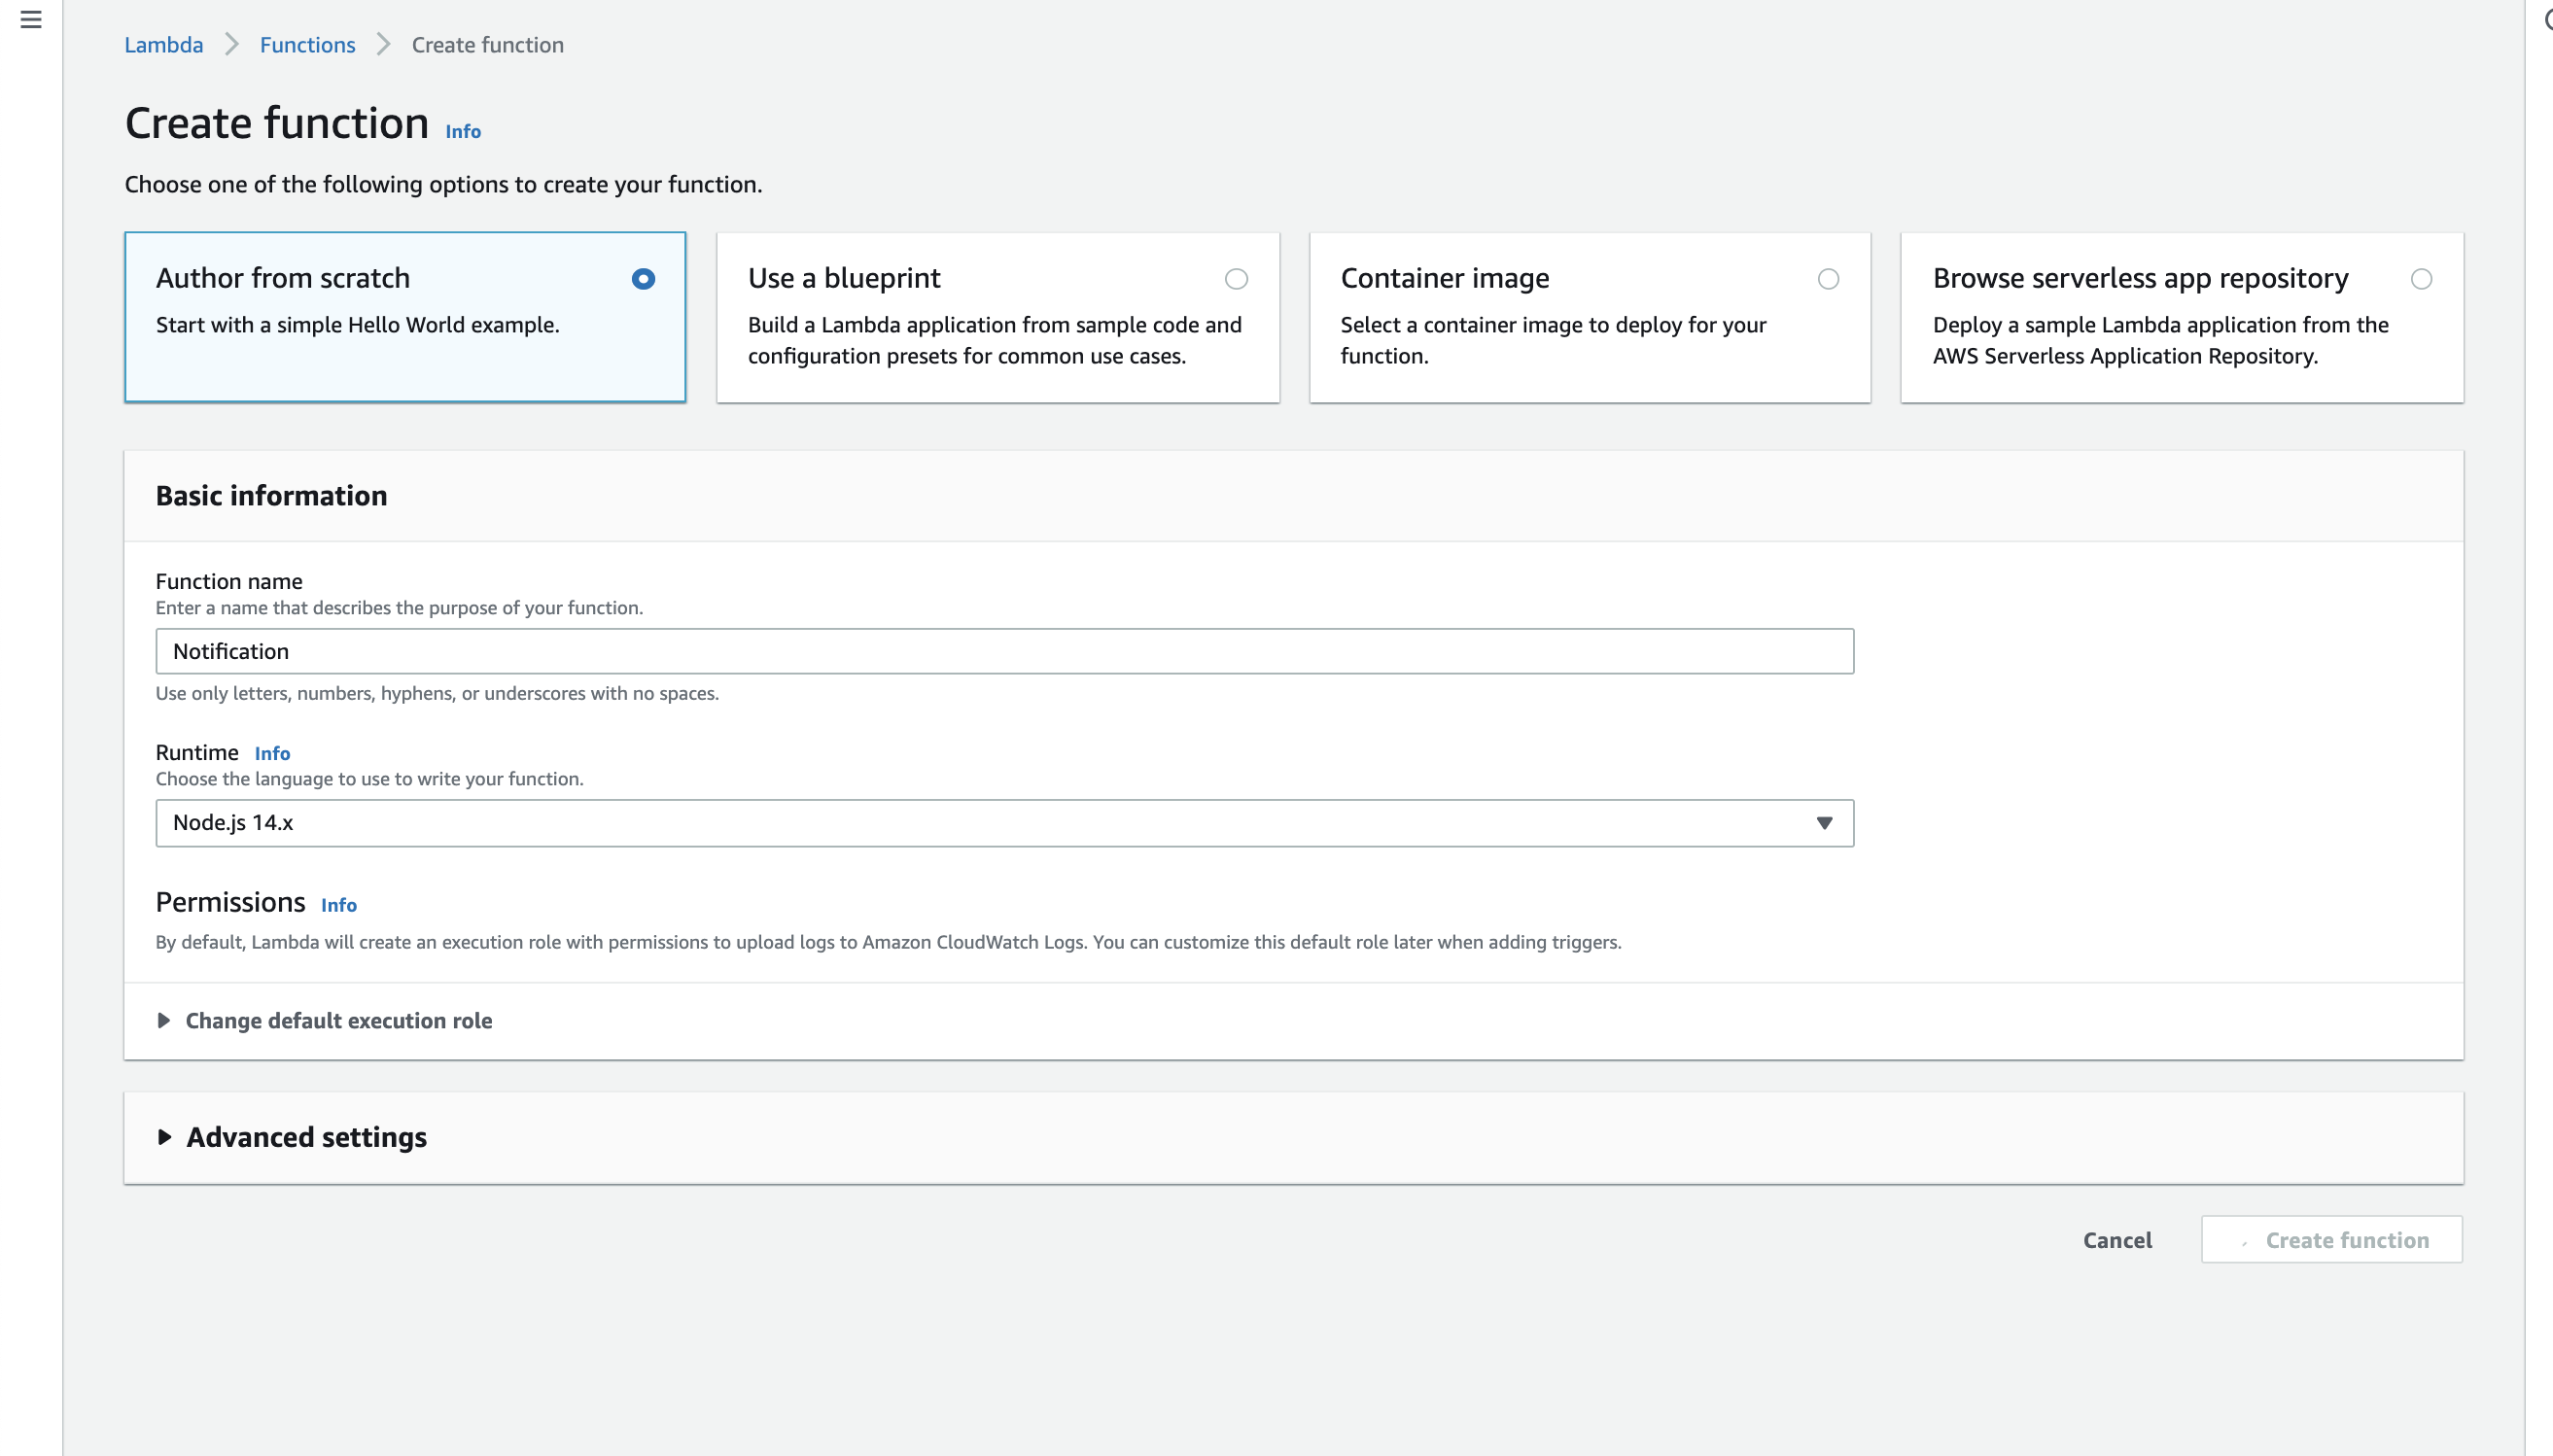 Lambda Functions Create function
Create function Info
Choose one of the following options to create your function.
Author from scratch
Start with a simple Hello World example.
Use a blueprint
Build a Lambda application from sample code and
configuration presets for common use cases.
Container image
Select a container image to deploy for your
function.
Browse serverless app repository
Deploy a sample Lambda application from the
AWS Serverless Application Repository.
Basic information
Function name
Enter a name that describes the purpose of your function.
Notification
Use only letters, numbers, hyphens, or underscores with no spaces.
Runtime Info
Choose the language to use to write your function.
Node.js 14.x
Permissions Info
By default, Lambda will create an execution role with permissions to upload logs to Amazon CloudWatch Logs. You can customize this default role later when adding triggers.
Change default execution role
Advanced settings
Cancel Create function